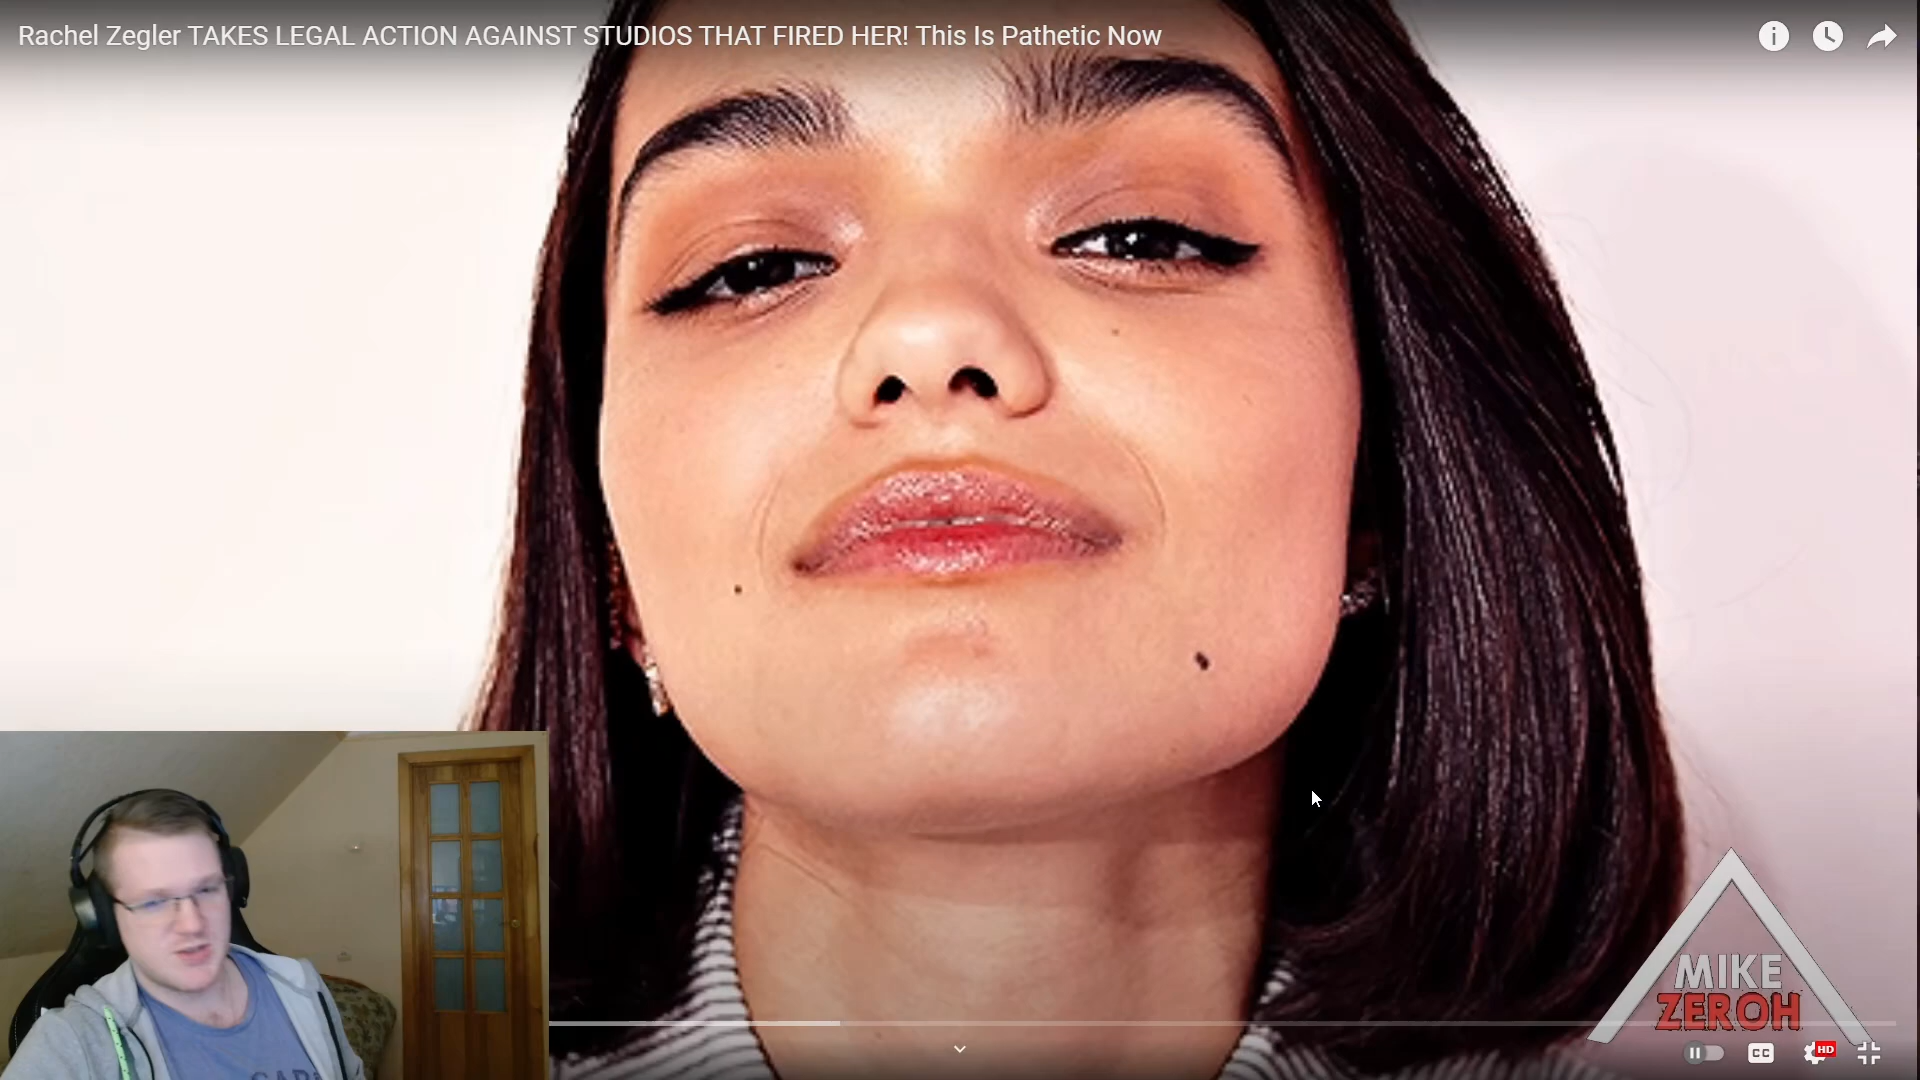 Rachel Zegler TAKES LEGAL ACTION AGAINST STUDIOS THAT FIRED HER! This Is Pathetic Now
MIKE
ZEROH
CC
HD